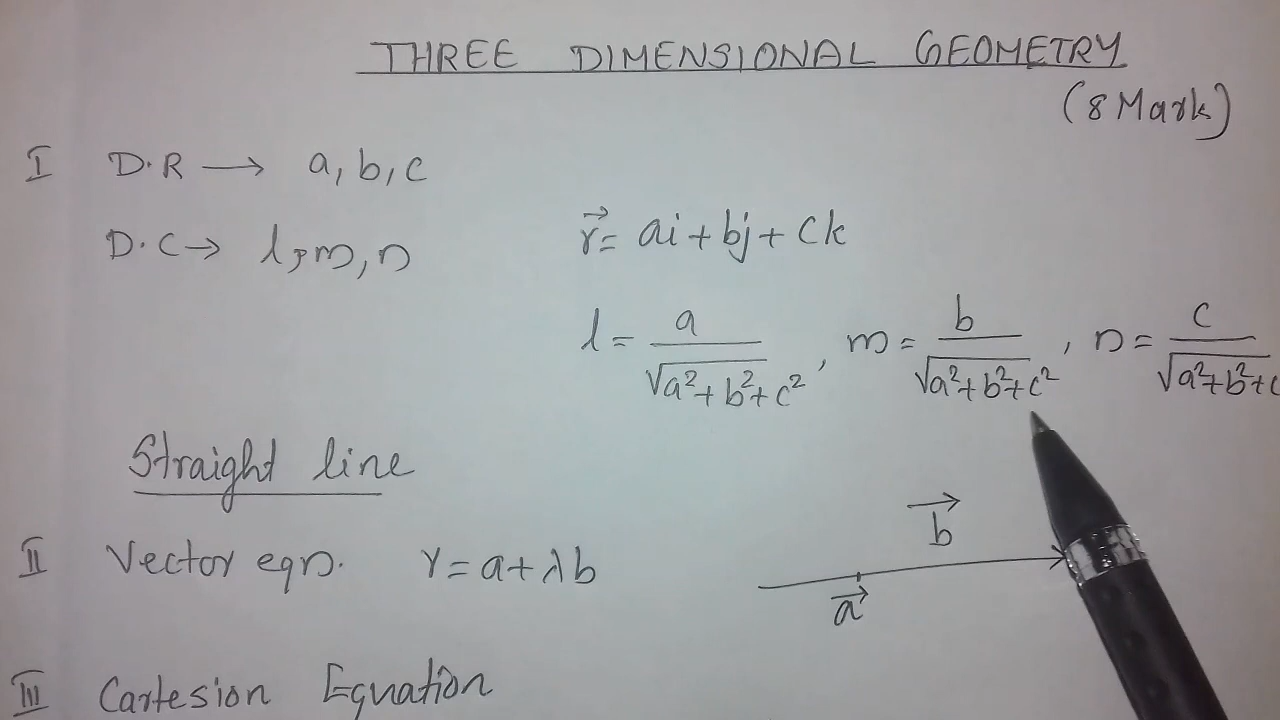 THREE DIMENSIONAL GEOMETRY
(8 Mark)
I D.R → a, b, c
D.C → l, m, n
r⃗ = ai + bj + ck
l = a/√a²+b²+c², m = b/√a²+b²+c², n = c/√a²+b²+c
Straight line
II Vector eqn. r = a + λb
b⃗
a⃗
III Cartesion Equation